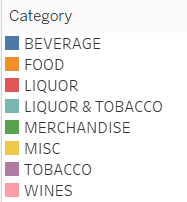 Category
BEVERAGE
FOOD
LIQUOR
LIQUOR & TOBACCO
MERCHANDISE
MISC
TOBACCO
WINES